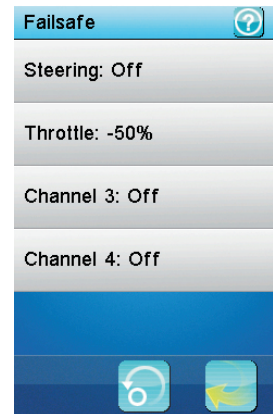 Failsafe
Steering: Off
Throttle: -50%
Channel 3: Off
Channel 4: Off